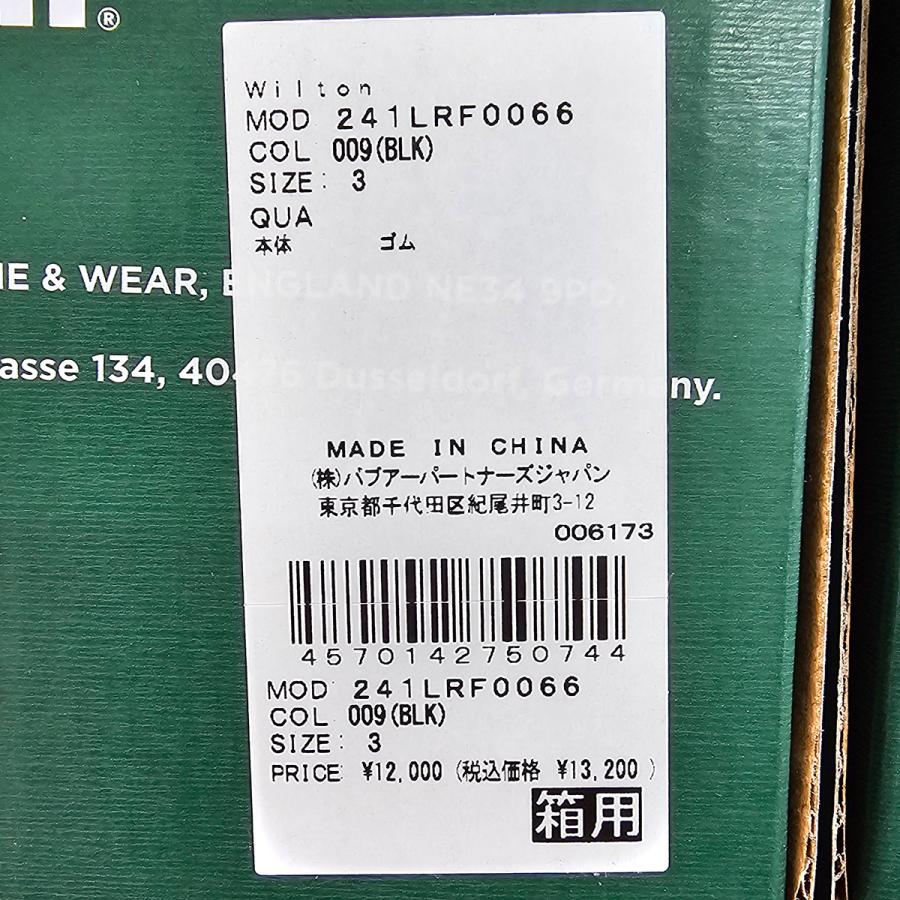 ®
Wilton
MOD 241LRF0066
COL 009(BLK)
SIZE: 3
QUA
本体 ゴム
NE & WEAR, ENGLAND NE34 9PD.
asse 134, 40476 Dusseldorf, Germany.
MADE IN CHINA
(株)バブアーパートナーズジャパン
東京都千代田区紀尾井町3-12
006173
4570142750744
MOD 241LRF0066
COL 009(BLK)
SIZE: 3
PRICE: ¥12,000 (税込価格 ¥13,200 )
箱用